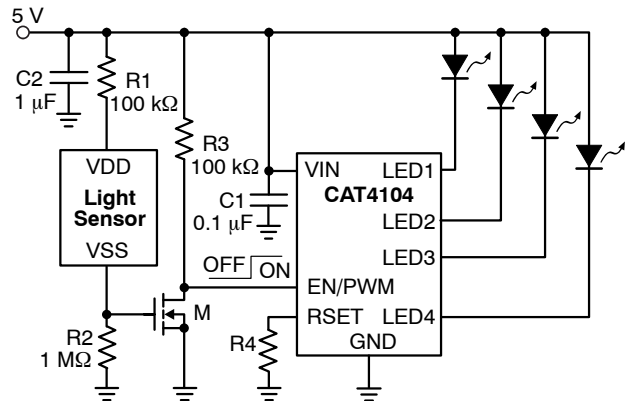 5 V
C2
1 μF
R1
100 kΩ
R3
100 kΩ
VDD
Light
Sensor
VSS
C1
0.1 μF
VIN
LED1
CAT4104
LED2
LED3
OFF
ON
EN/PWM
M
RSET
LED4
GND
R2
1 MΩ
R4